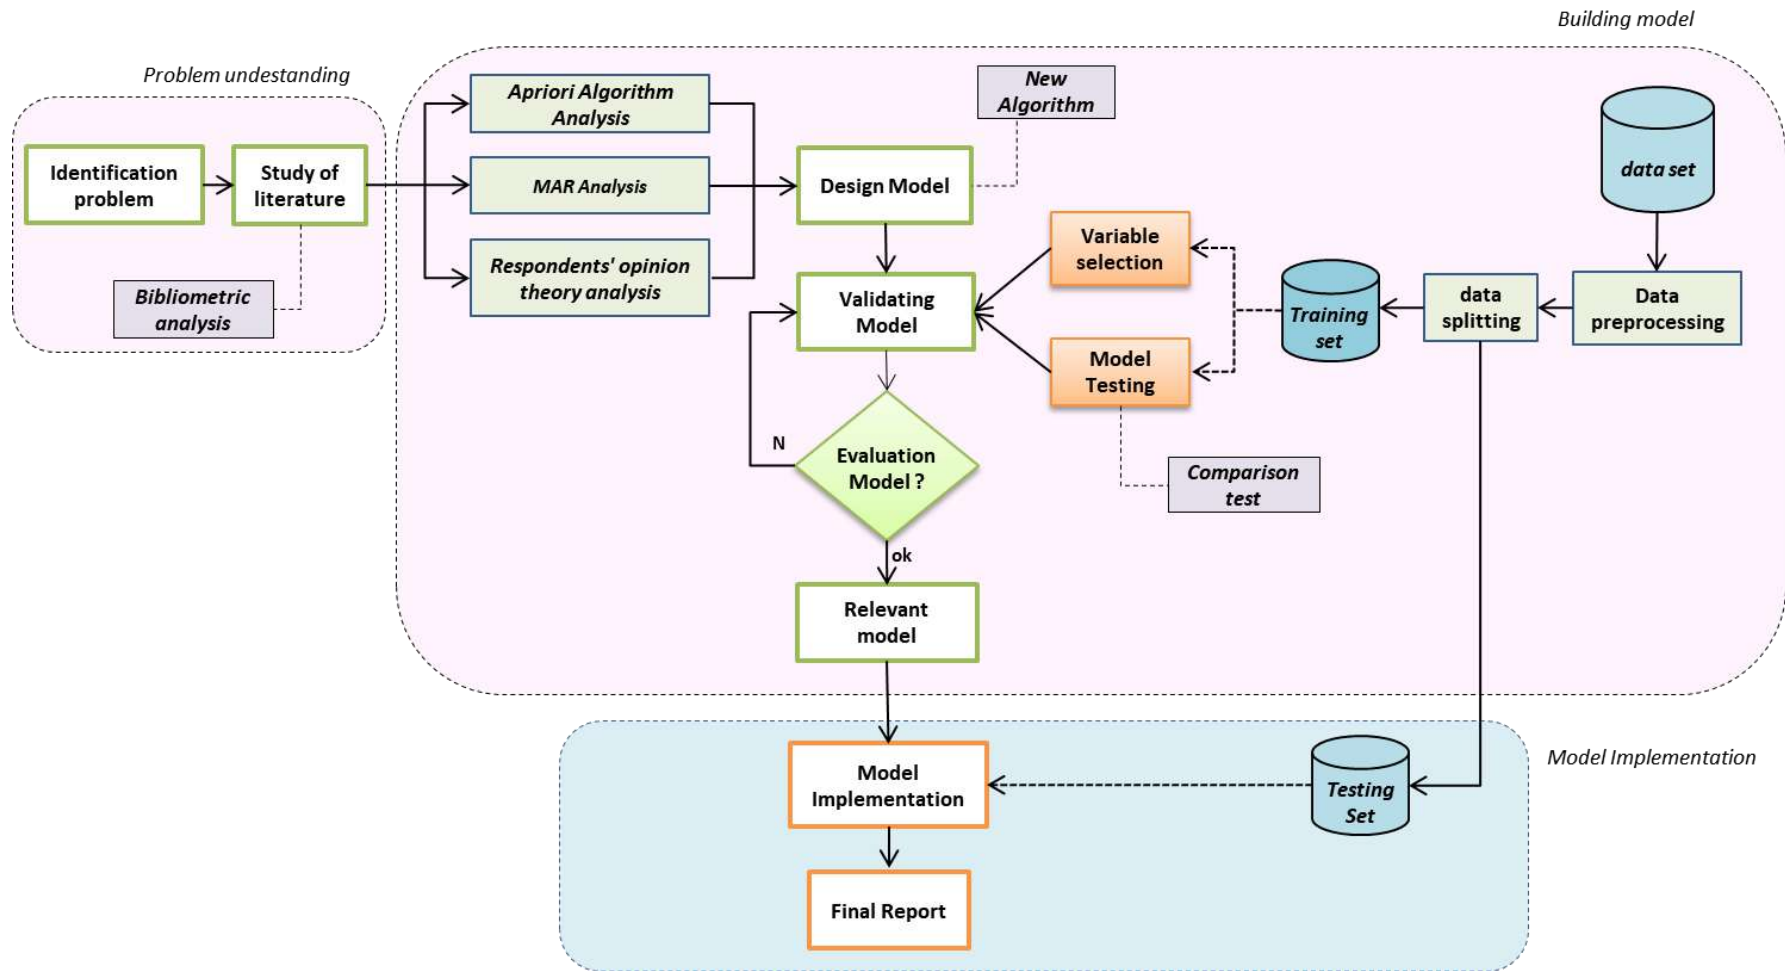 Building model
Problem undestanding
Apriori Algorithm
Analysis
New
Algorithm
Identification
problem
Study of
literature
MAR Analysis
Design Model
data set
Variable
selection
Respondents' opinion
theory analysis
Bibliometric
analysis
Validating
Model
Training
set
data
splitting
Data
preprocessing
Model
Testing
N
Evaluation
Model ?
Comparison
test
ok
Relevant
model
Model
Implementation
Testing
Set
Model Implementation
Final Report